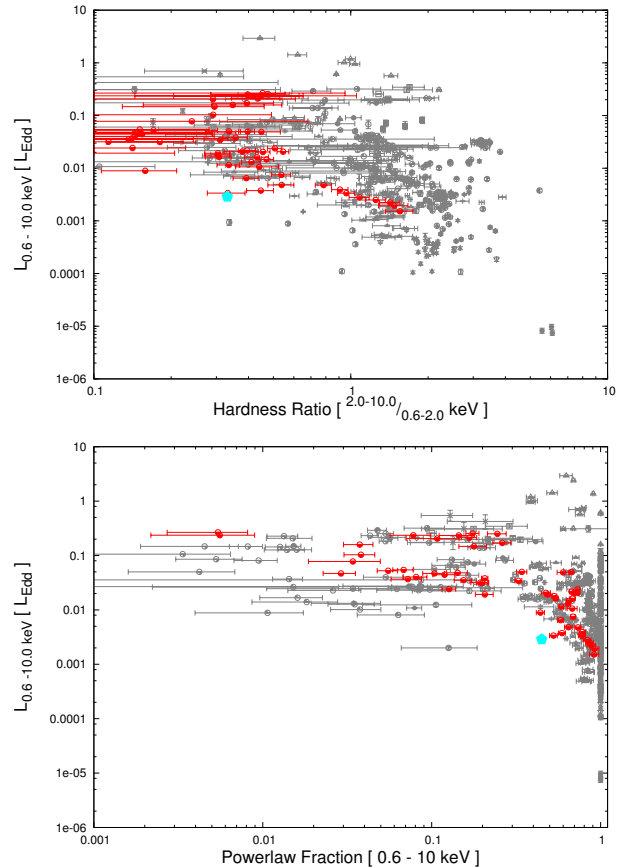 10
1
0.1
0.01
0.001
0.0001
1e-05
1e-06
L0.6 - 10.0 keV [ LEdd ]
0.1 1 10
Hardness Ratio [ 2.0-10.0/0.6-2.0 keV ]
10
1
0.1
0.01
0.001
0.0001
1e-05
1e-06
L0.6 -10.0 keV [ LEdd ]
0.001 0.01 0.1 1
Powerlaw Fraction [ 0.6 - 10 keV ]